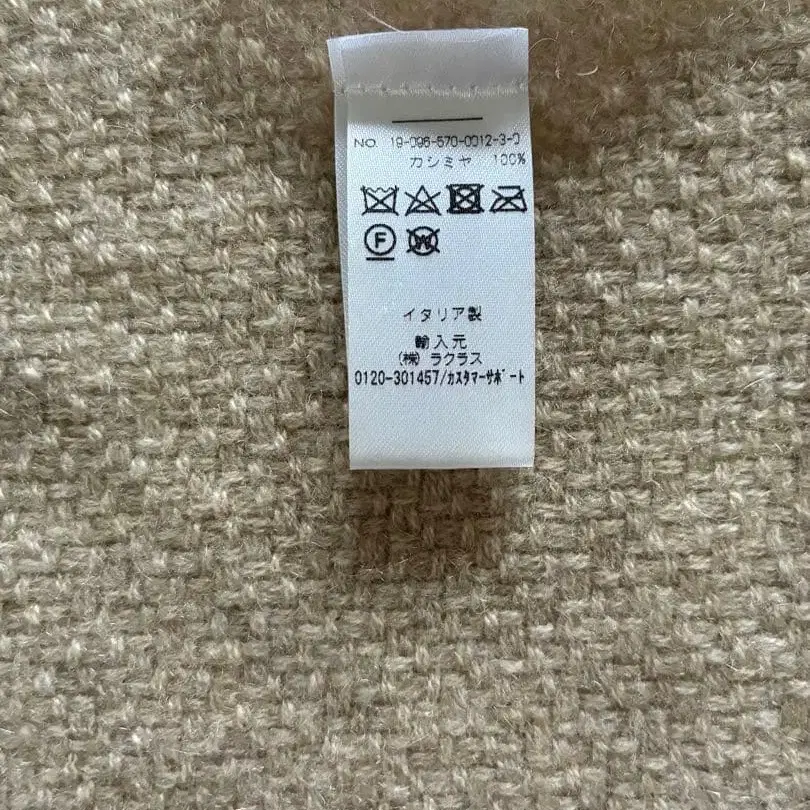 NO. 19-096-570-0012-3-0
カシミヤ 100%
F W
イタリア製
輸入元
(株) ラクラス
0120-301457/カスタマーサポート